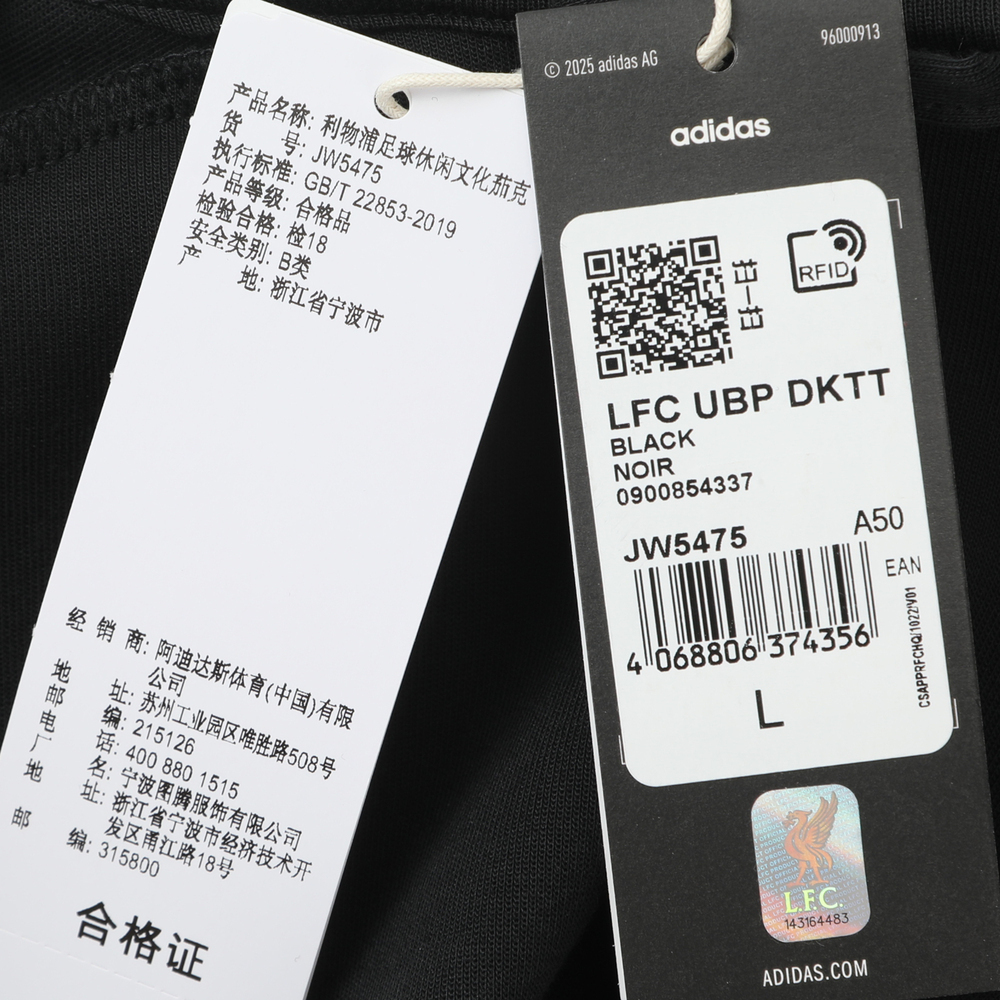 产品名称: 利物浦足球休闲文化茄克
货 号: JW5475
执行标准: GB/T 22853-2019
产品等级: 合格品
检验合格: 检18
安全类别: B类
产 地: 浙江省宁波市
经 销 商: 阿迪达斯体育(中国)有限
公司
地 址: 苏州工业园区唯胜路508号
邮 编: 215126
电 话: 400 880 1515
厂 名: 宁波图腾服饰有限公司
地 址: 浙江省宁波市经济技术开
发区甬江路18号
邮 编: 315800
合格证
© 2025 adidas AG
96000913
adidas
RFID
LFC UBP DKTT
BLACK
NOIR
0900854337
JW5475
A50
EAN
4 068806 374356
CSAPPRFCHQ/1022/V01
L
L.F.C.
143164483
ADIDAS.COM